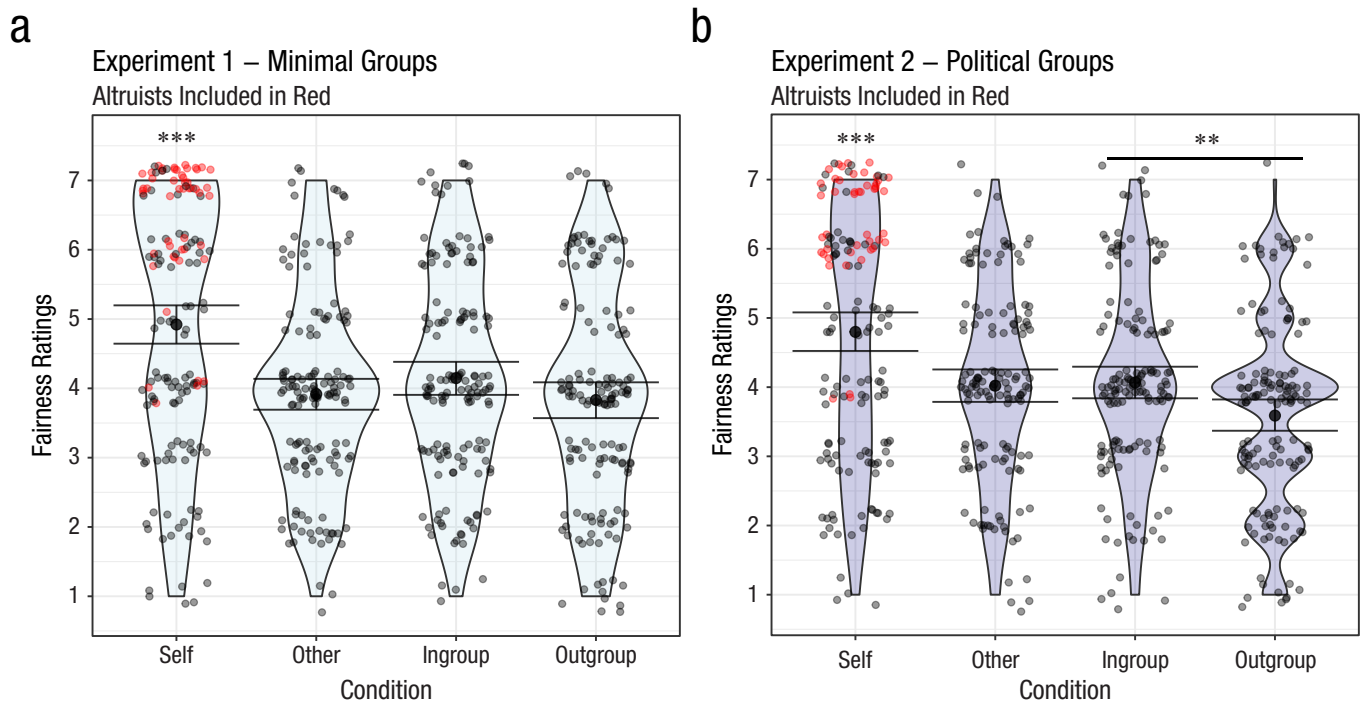 a
Experiment 1 – Minimal Groups
Altruists Included in Red
***
7
6
5
4
3
2
1
Fairness Ratings
Self
Other
Ingroup
Outgroup
Condition
b
Experiment 2 – Political Groups
Altruists Included in Red
***
**
7
6
5
4
3
2
1
Fairness Ratings
Self
Other
Ingroup
Outgroup
Condition